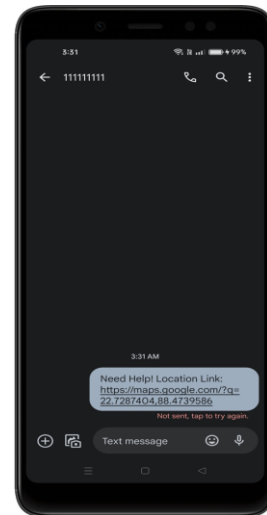 3:31
99%
111111111
3:31 AM
Need Help! Location Link:
https://maps.google.com/?q=
22.7287404,88.4739586
Not sent, tap to try again.
Text message